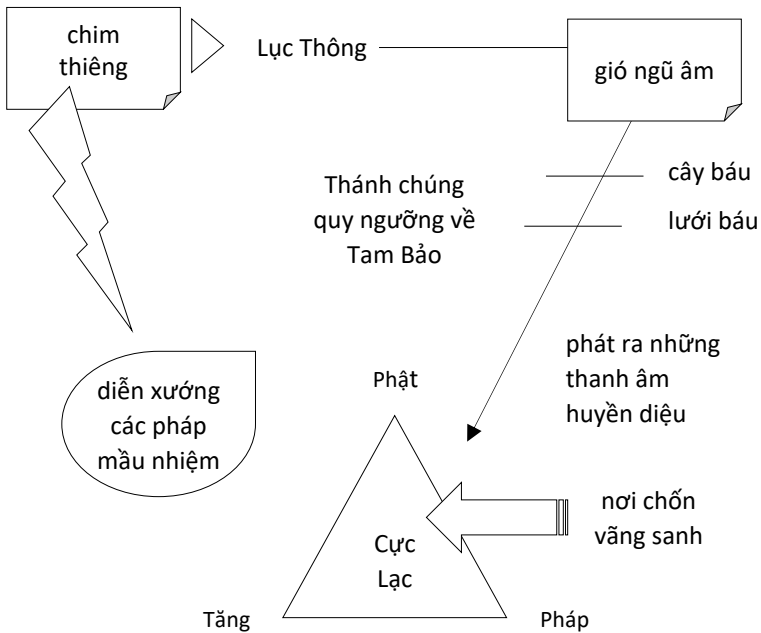 chim
thiêng
Lục Thông
gió ngũ âm
cây báu
lưới báu
Thánh chúng
quy ngưỡng về
Tam Bảo
phát ra những
thanh âm
huyền diệu
diễn xướng
các pháp
mầu nhiệm
Phật
nơi chốn
vãng sanh
Cực
Lạc
Tăng
Pháp